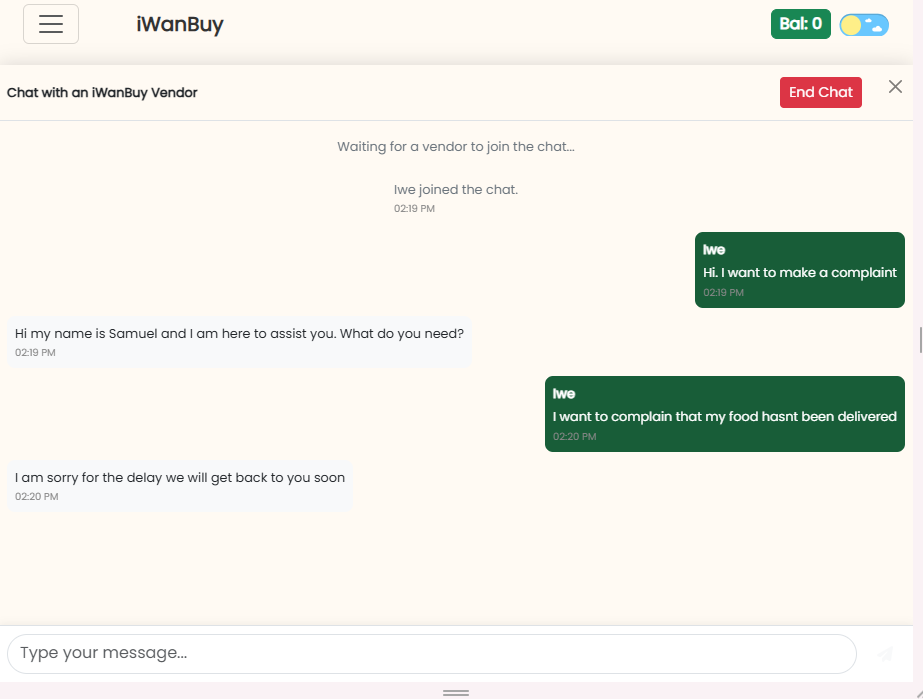 iWanBuy
Bal: 0
Chat with an iWanBuy Vendor
End Chat
Waiting for a vendor to join the chat...
Iwe joined the chat.
02:19 PM
Iwe
Hi. I want to make a complaint
02:19 PM
Hi my name is Samuel and I am here to assist you. What do you need?
02:19 PM
Iwe
I want to complain that my food hasnt been delivered
02:20 PM
I am sorry for the delay we will get back to you soon
02:20 PM
Type your message...